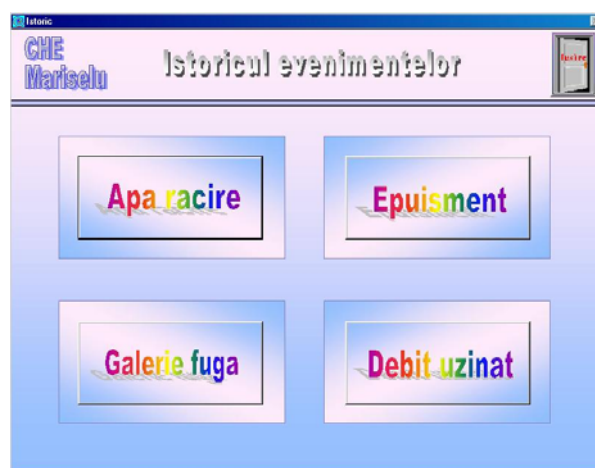 Istoric
CHE
Mariselu
Istoricul evenimentelor
Iesire
Apa racire
Epuisment
Galerie fuga
Debit uzinat